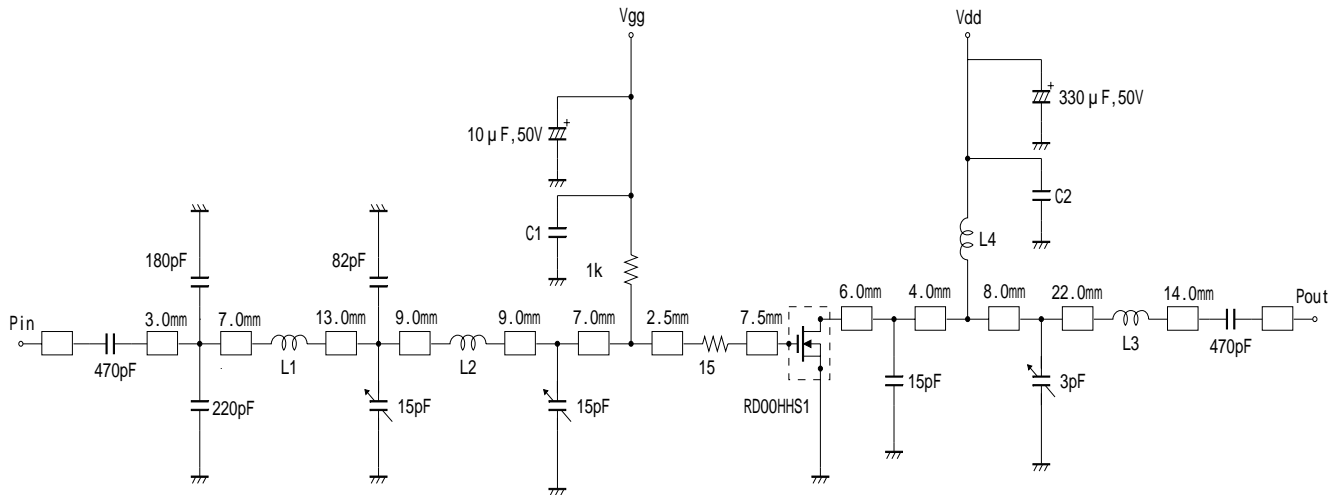 Vgg
Vdd
10μF,50V
+
330μF,50V
+
C1
C2
180pF
82pF
1k
L4
Pin
3.0mm
7.0mm
13.0mm
9.0mm
9.0mm
7.0mm
2.5mm
7.5mm
6.0mm
4.0mm
8.0mm
22.0mm
14.0mm
Pout
470pF
L1
L2
15
L3
470pF
220pF
15pF
15pF
RD00HHS1
15pF
3pF